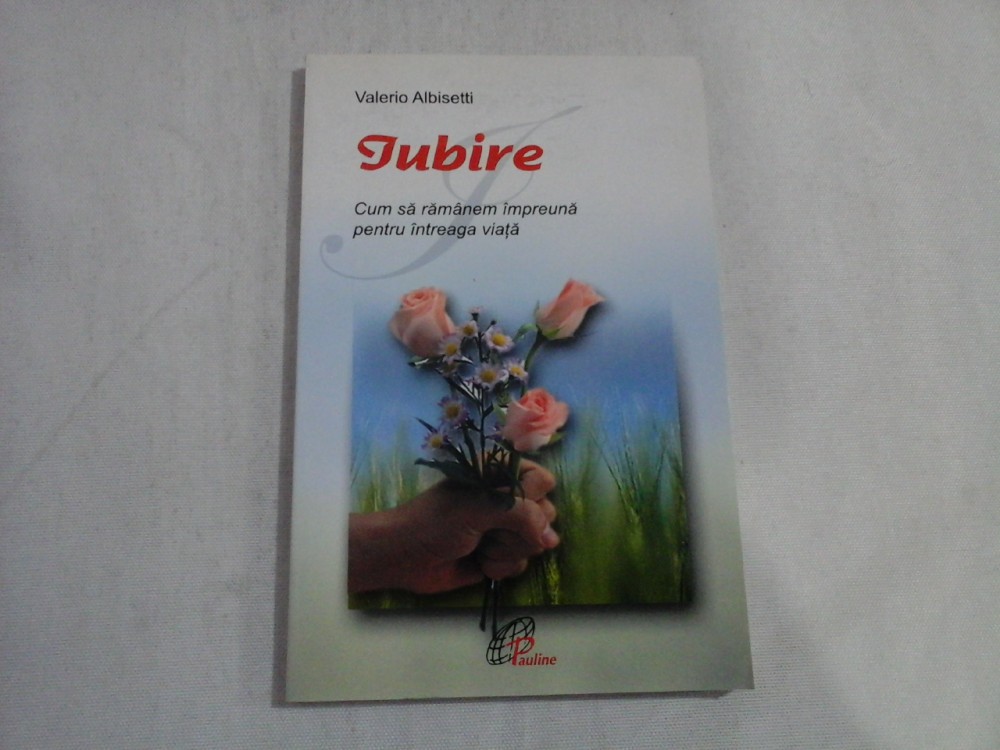 Valerio Albisetti
Iubire
Cum să rămânem împreună
pentru întreaga viață
Pauline